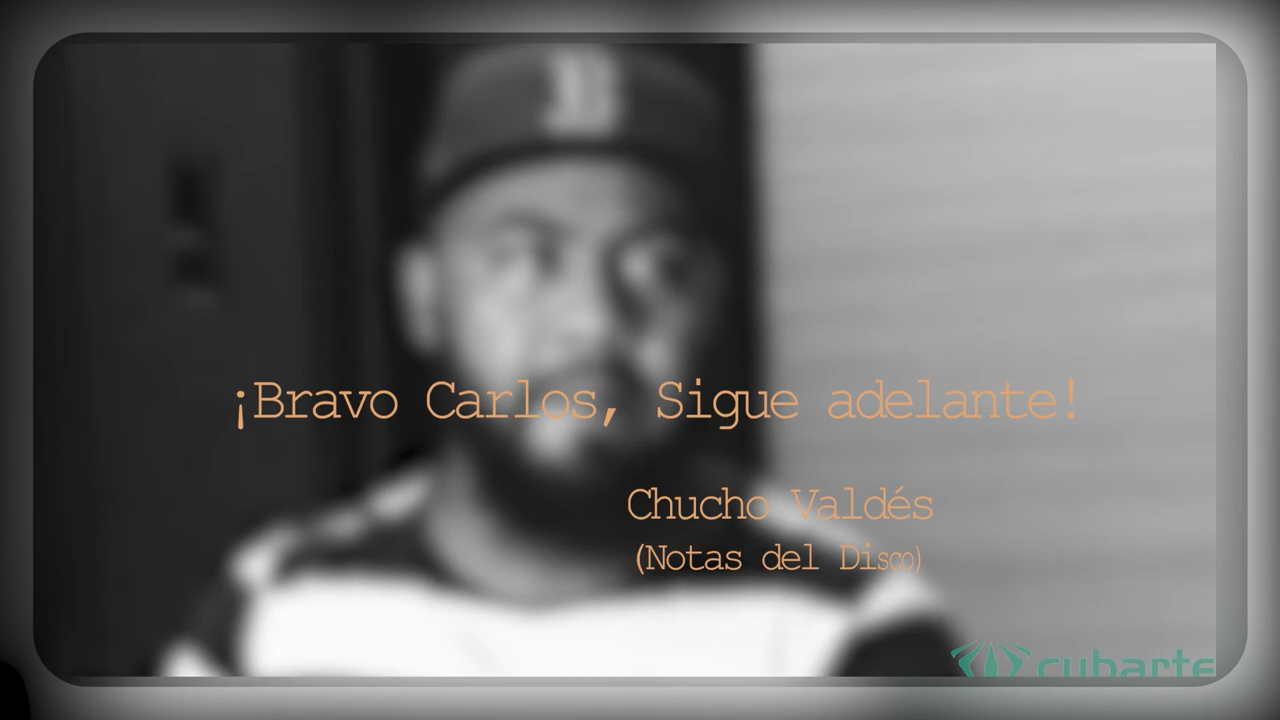 ¡Bravo Carlos, Sigue adelante!
Chucho Valdés
(Notas del Disco)
cubarte
B